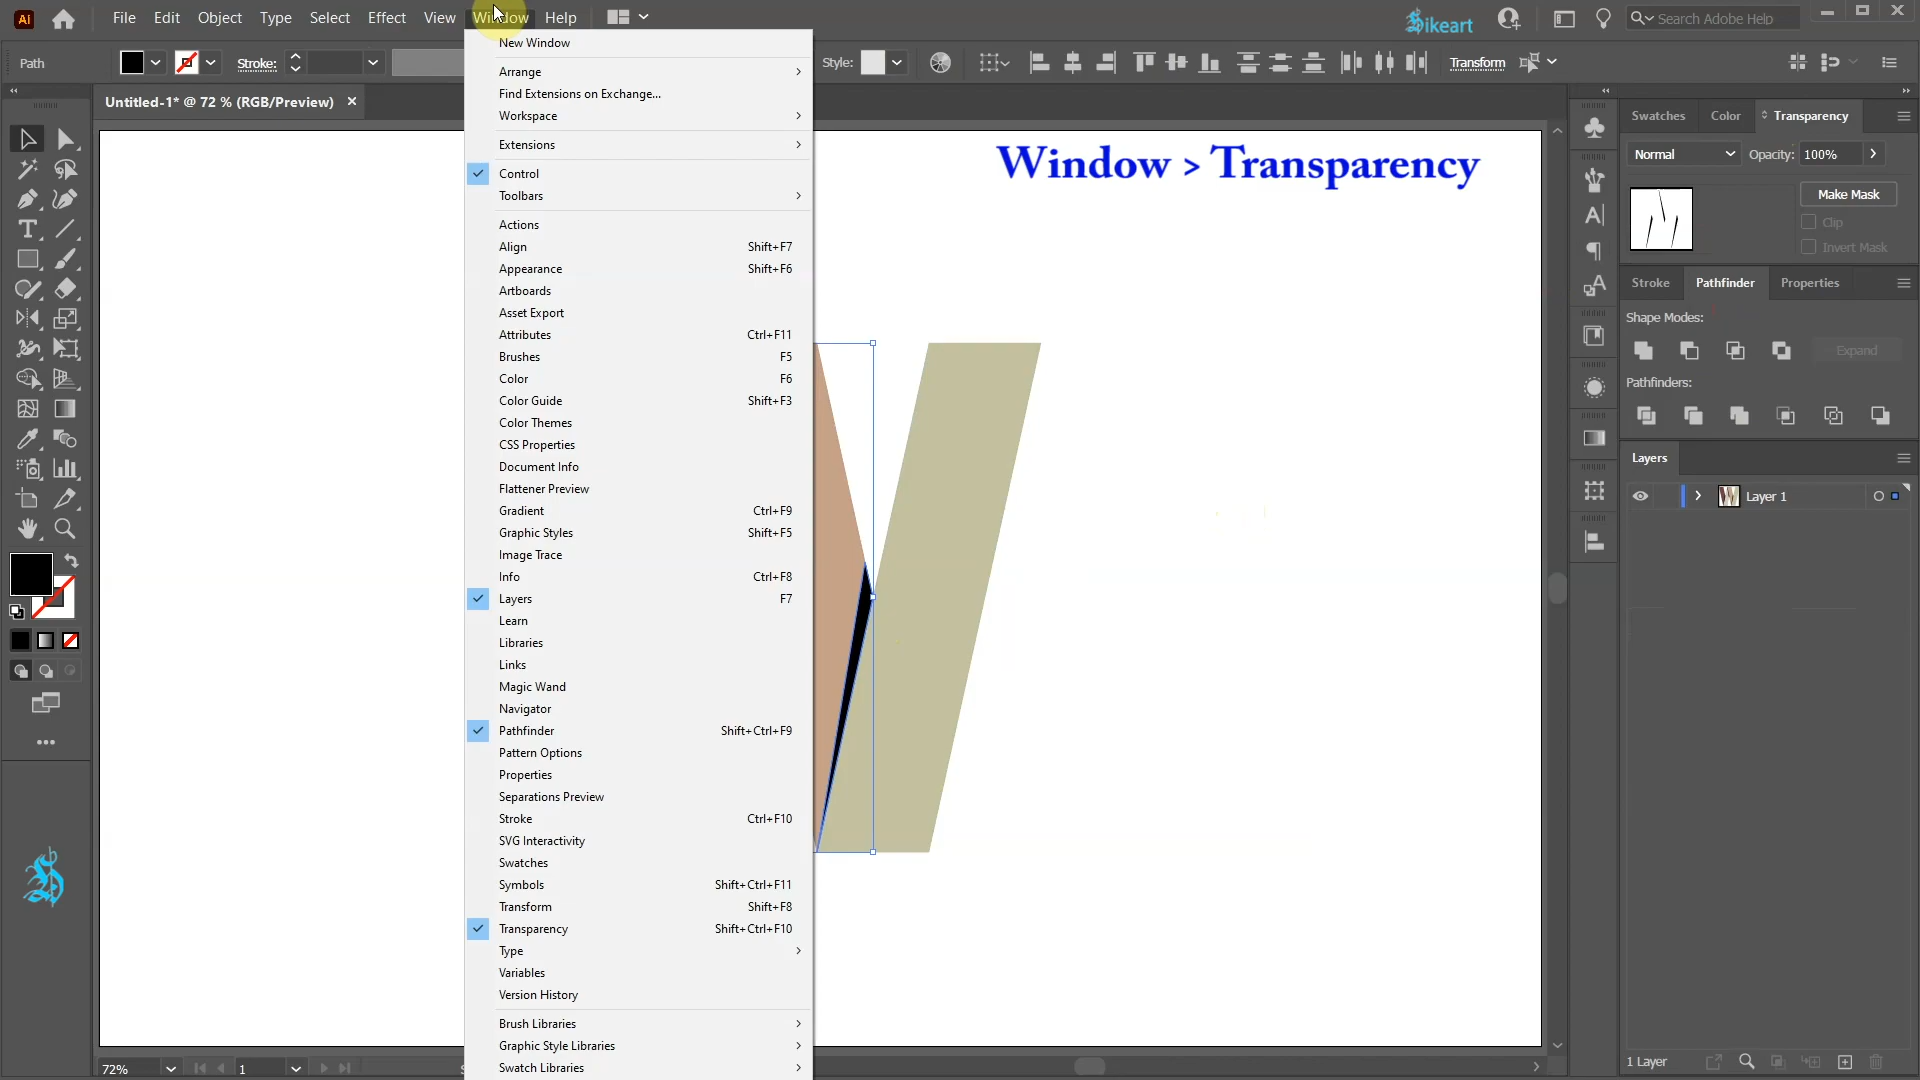 Ai File Edit Object Type Select Effect View Window Help
Sikeart
Search Adobe Help
Path
Stroke:
Style:
Transform
Untitled-1* @ 72 % (RGB/Preview)
New Window
Arrange
Find Extensions on Exchange...
Workspace
Extensions
Control
Toolbars
Actions
Align Shift+F7
Appearance Shift+F6
Artboards
Asset Export
Attributes Ctrl+F11
Brushes F5
Color F6
Color Guide Shift+F3
Color Themes
CSS Properties
Document Info
Flattener Preview
Gradient Ctrl+F9
Graphic Styles Shift+F5
Image Trace
Info Ctrl+F8
Layers F7
Learn
Libraries
Links
Magic Wand
Navigator
Pathfinder Shift+Ctrl+F9
Pattern Options
Properties
Separations Preview
Stroke Ctrl+F10
SVG Interactivity
Swatches
Symbols Shift+Ctrl+F11
Transform Shift+F8
Transparency Shift+Ctrl+F10
Type
Variables
Version History
Brush Libraries
Graphic Style Libraries
Swatch Libraries
Window > Transparency
Swatches Color Transparency
Normal Opacity: 100%
Make Mask
Clip
Invert Mask
Stroke Pathfinder Properties
Shape Modes:
Expand
Pathfinders:
Layers
Layer 1
1 Layer
72% 1